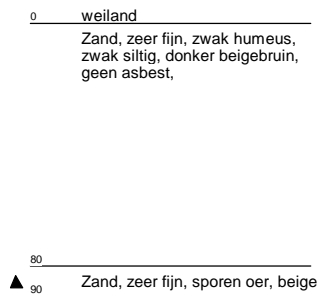 0 weiland
Zand, zeer fijn, zwak humeus,
zwak siltig, donker beigebruin,
geen asbest,
80
90 Zand, zeer fijn, sporen oer, beige